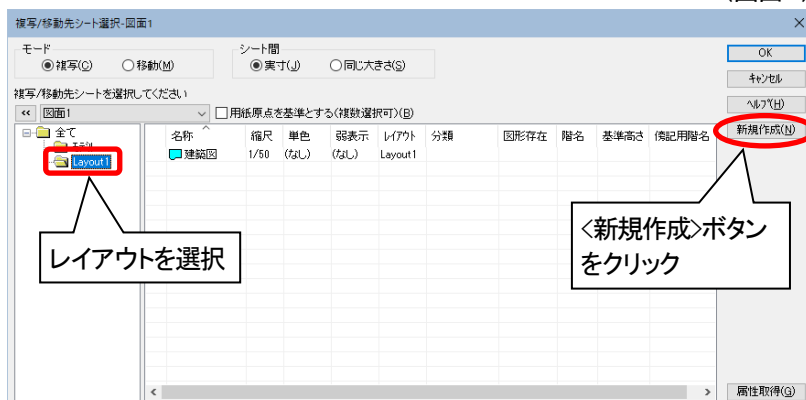 複写/移動先シート選択-図面1
モード
複写(C) 移動(M)
シート間
実寸(J) 同じ大きさ(S)
OK
キャンセル
ヘルプ(H)
新規作成(N)
複写/移動先シートを選択してください
<< 図面1 用紙原点を基準とする(複数選択可)(B)
全て
Layout1
名称 縮尺 単色 弱表示 レイアウト 分類 図形存在 階名 基準高さ 傍記用階名
建築図 1/50 (なし) (なし) Layout1
レイアウトを選択
<新規作成>ボタン
をクリック
属性取得(G)